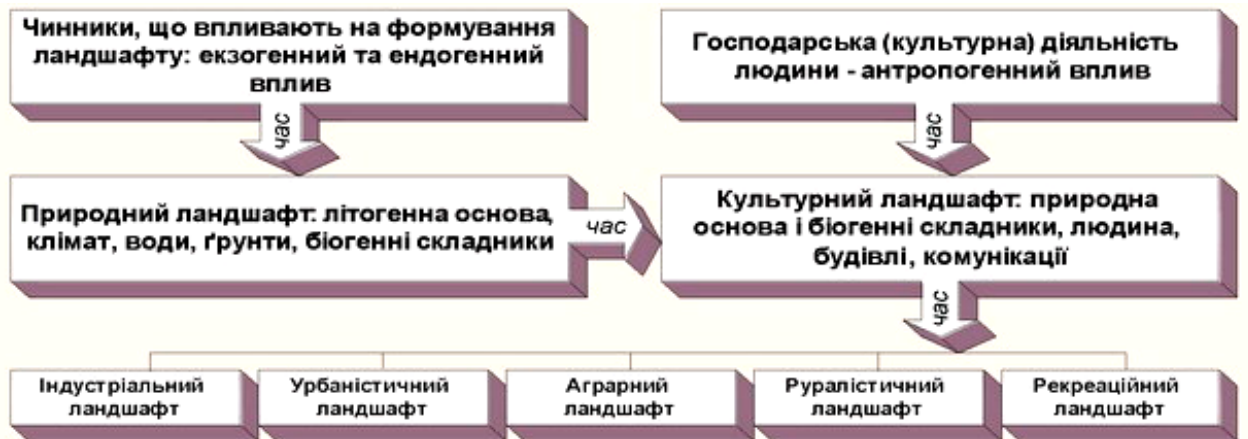 Чинники, що впливають на формування
ландшафту: екзогенний та ендогенний
вплив
Господарська (культурна) діяльність
людини - антропогенний вплив
час
час
Природний ландшафт: літогенна основа,
клімат, води, ґрунти, біогенні складники
час
Культурний ландшафт: природна
основа і біогенні складники, людина,
будівлі, комунікації
час
Індустріальний
ландшафт
Урбаністичний
ландшафт
Аграрний
ландшафт
Руралістичний
ландшафт
Рекреаційний
ландшафт